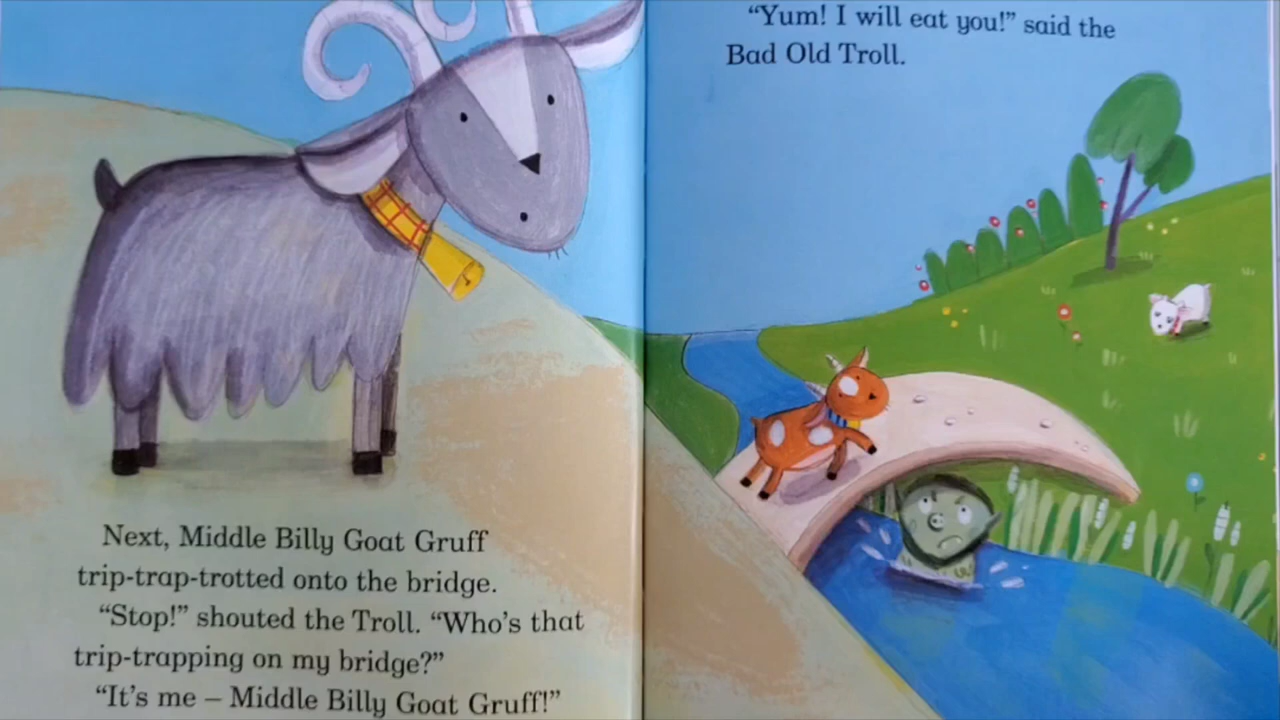 Next, Middle Billy Goat Gruff
trip-trap-trotted onto the bridge.
“Stop!” shouted the Troll. “Who’s that
trip-trapping on my bridge?”
“It’s me – Middle Billy Goat Gruff!”
“Yum! I will eat you!” said the
Bad Old Troll.